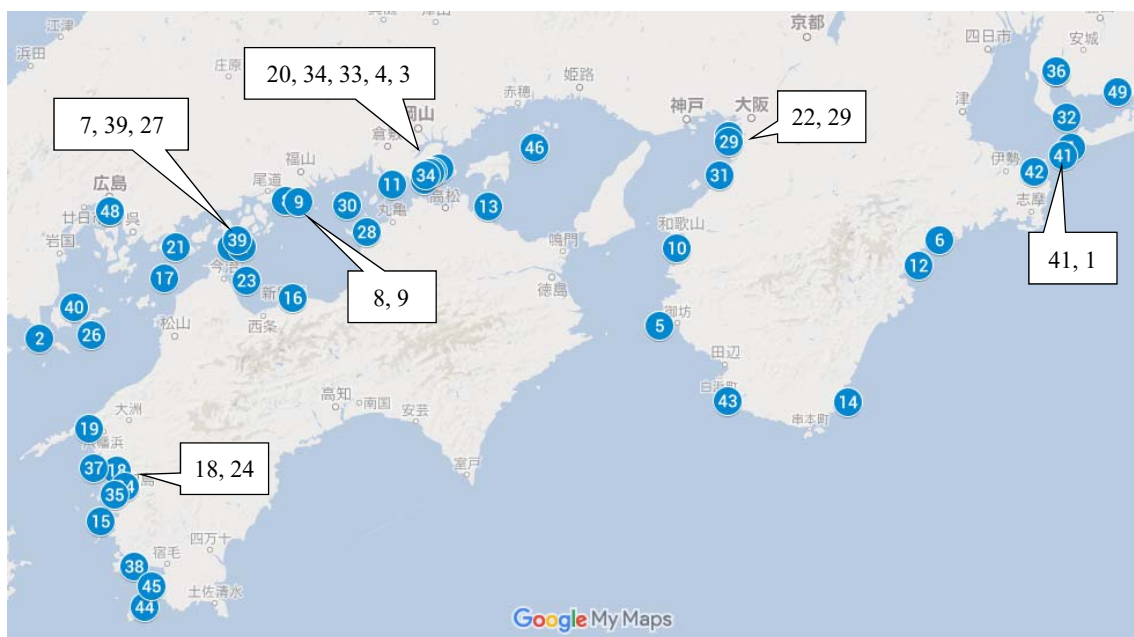 江津
浜田
庄原
津山
京都
四日市
安城
36
49
20, 34, 33, 4, 3
赤穂
姫路
神戸
大阪
22, 29
津
32
7, 39, 27
岡山
倉敷
46
29
41
福山
尾道
34
11
31
伊勢
42
志摩
広島
48
廿日市
呉
9
30
丸亀
高松
13
和歌山
6
岩国
21
39
28
鳴門
10
12
41, 1
17
今治
23
8, 9
徳島
40
16
松山
西条
御坊
5
2
26
田辺
大洲
高知
南国
安芸
白浜町
43
14
串本町
19
八幡浜
37
18
18, 24
室戸
35
15
四万十
38
宿毛
45
土佐清水
44
Google My Maps